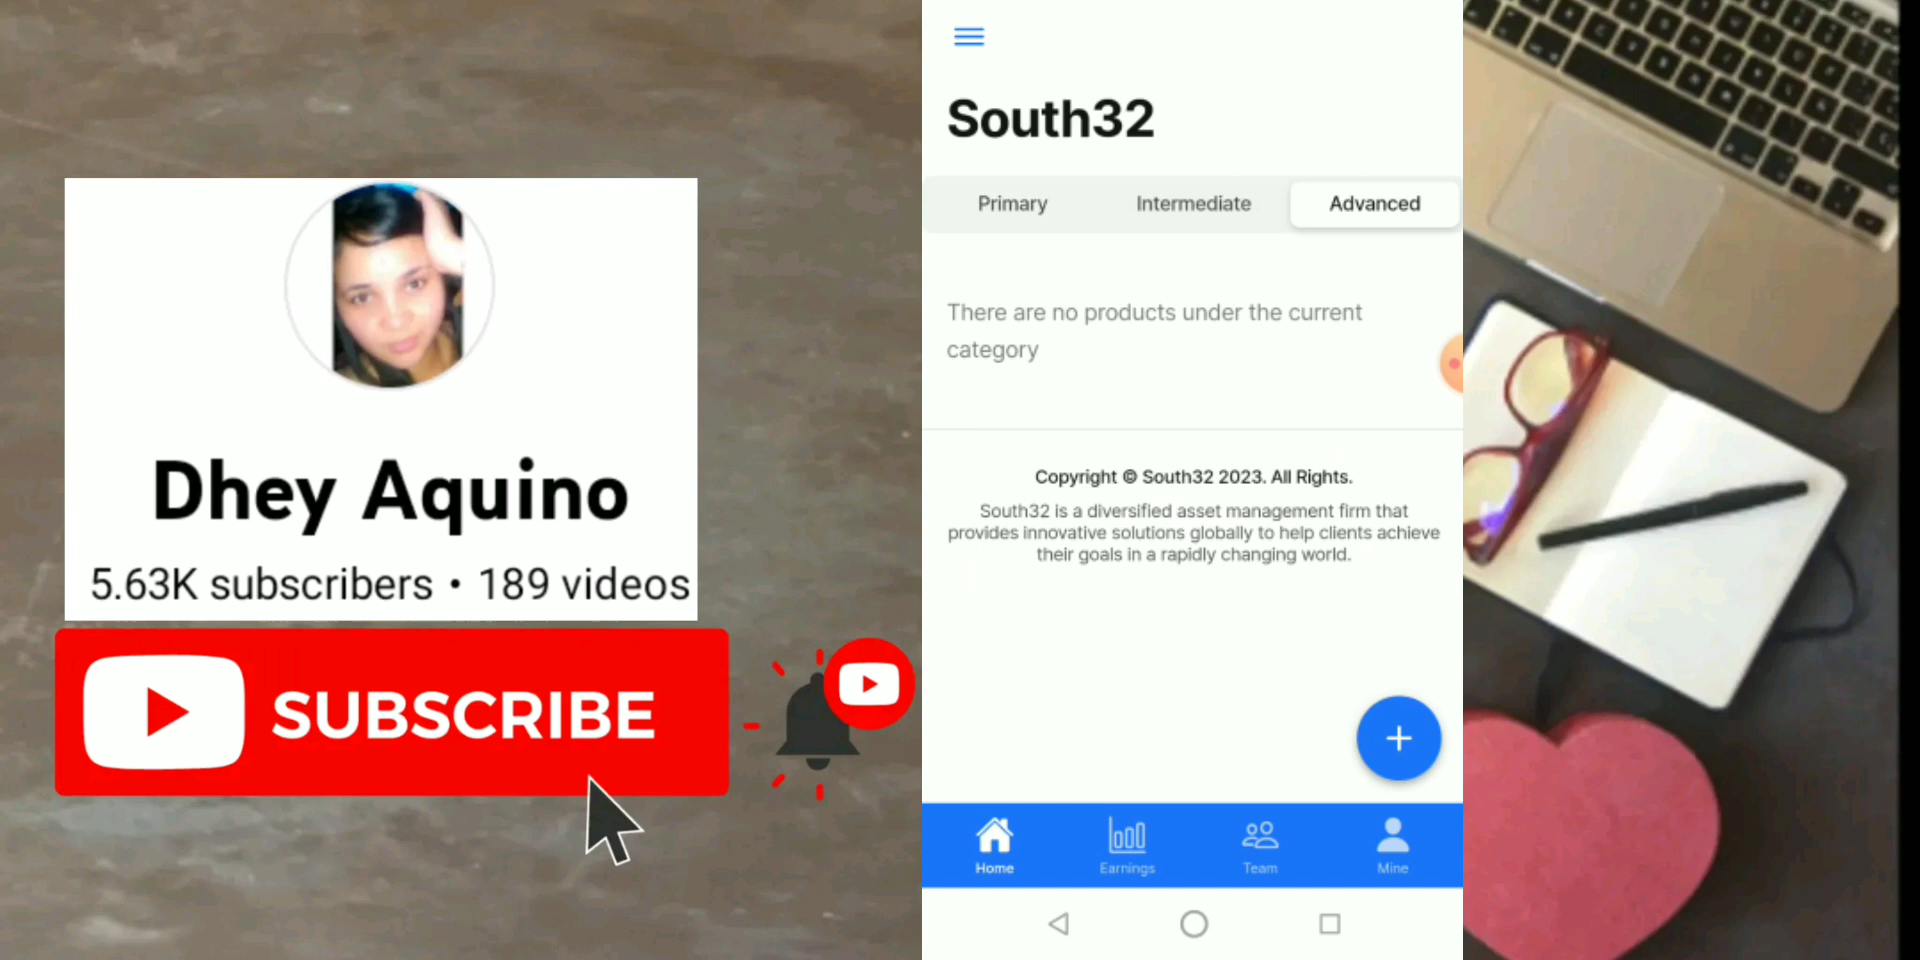 Dhey Aquino
5.63K subscribers • 189 videos
SUBSCRIBE
South32
Primary Intermediate Advanced
There are no products under the current
category
Copyright © South32 2023. All Rights.
South32 is a diversified asset management firm that
provides innovative solutions globally to help clients achieve
their goals in a rapidly changing world.
Home Earnings Team Mine